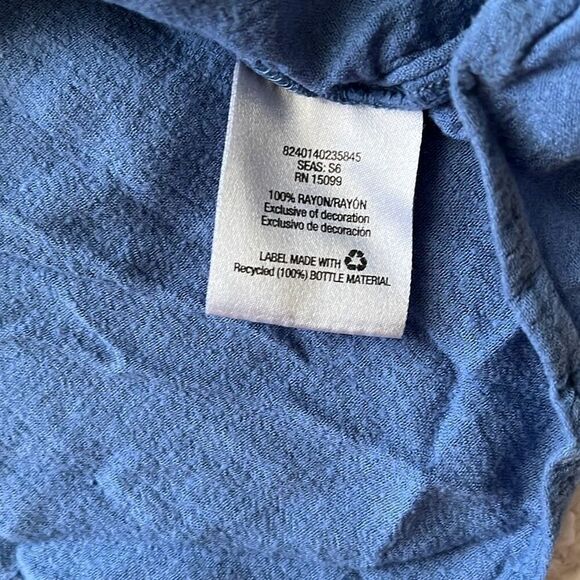 8240140235845
SEAS: S6
RN 15099
100% RAYON/RAYÓN
Exclusive of decoration
Exclusivo de decoración
LABEL MADE WITH
Recycled (100%) BOTTLE MATERIAL